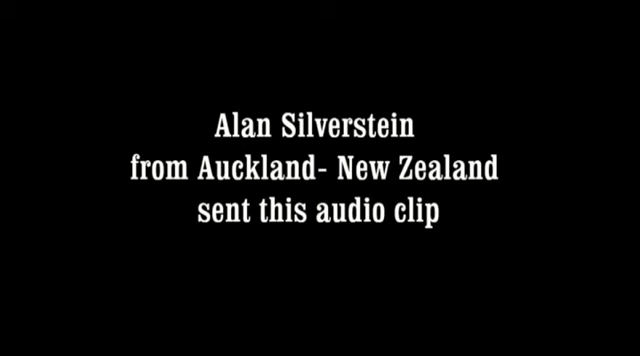 Alan Silverstein
from Auckland- New Zealand
sent this audio clip